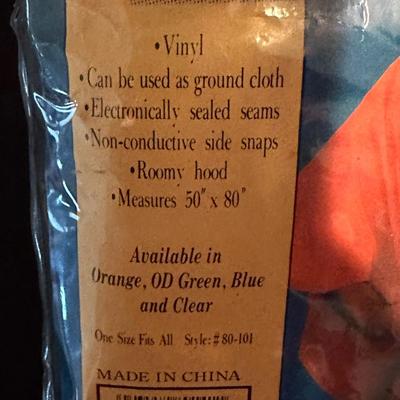 •Vinyl
•Can be used as ground cloth
•Electronically sealed seams
•Non-conductive side snaps
•Roomy hood
•Measures 50" x 80"
Available in
Orange, OD Green, Blue
and Clear
One Size Fits All Style: #80-101
MADE IN CHINA